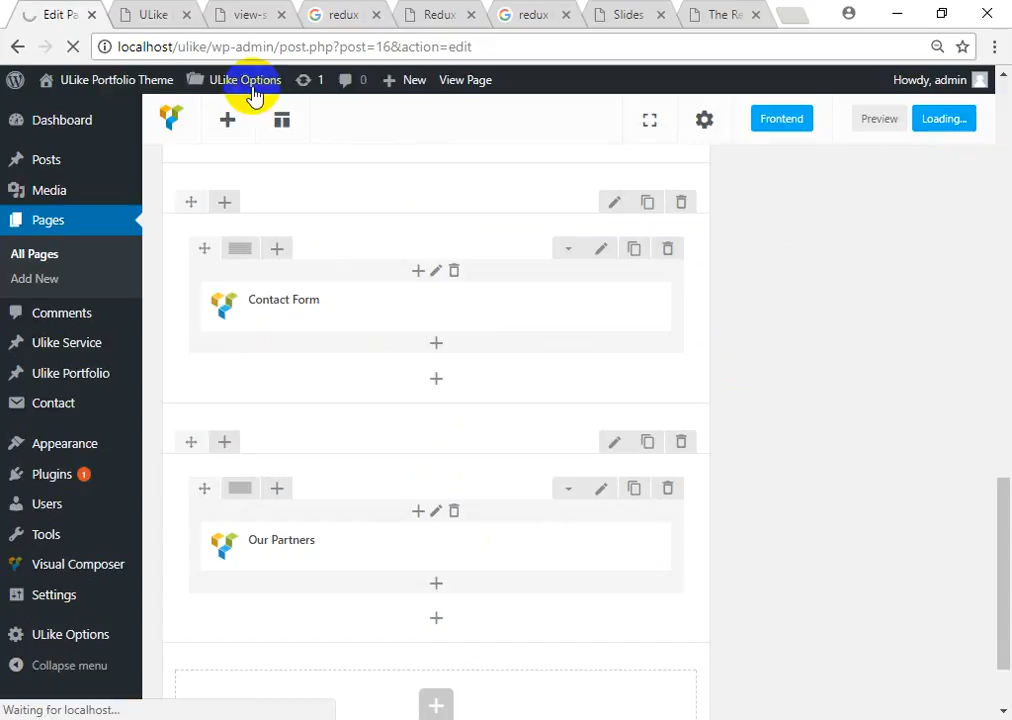 Edit Pa
ULike
view-s
redux
Redux
redux
Slides
The Re
localhost/ulike/wp-admin/post.php?post=16&action=edit
ULike Portfolio Theme
ULike Options
1
0
New
View Page
Howdy, admin
Frontend
Preview
Loading...
Dashboard
Posts
Media
Pages
All Pages
Add New
Comments
Ulike Service
Ulike Portfolio
Contact
Appearance
Plugins 1
Users
Tools
Visual Composer
Settings
ULike Options
Collapse menu
Contact Form
Our Partners
Waiting for localhost...